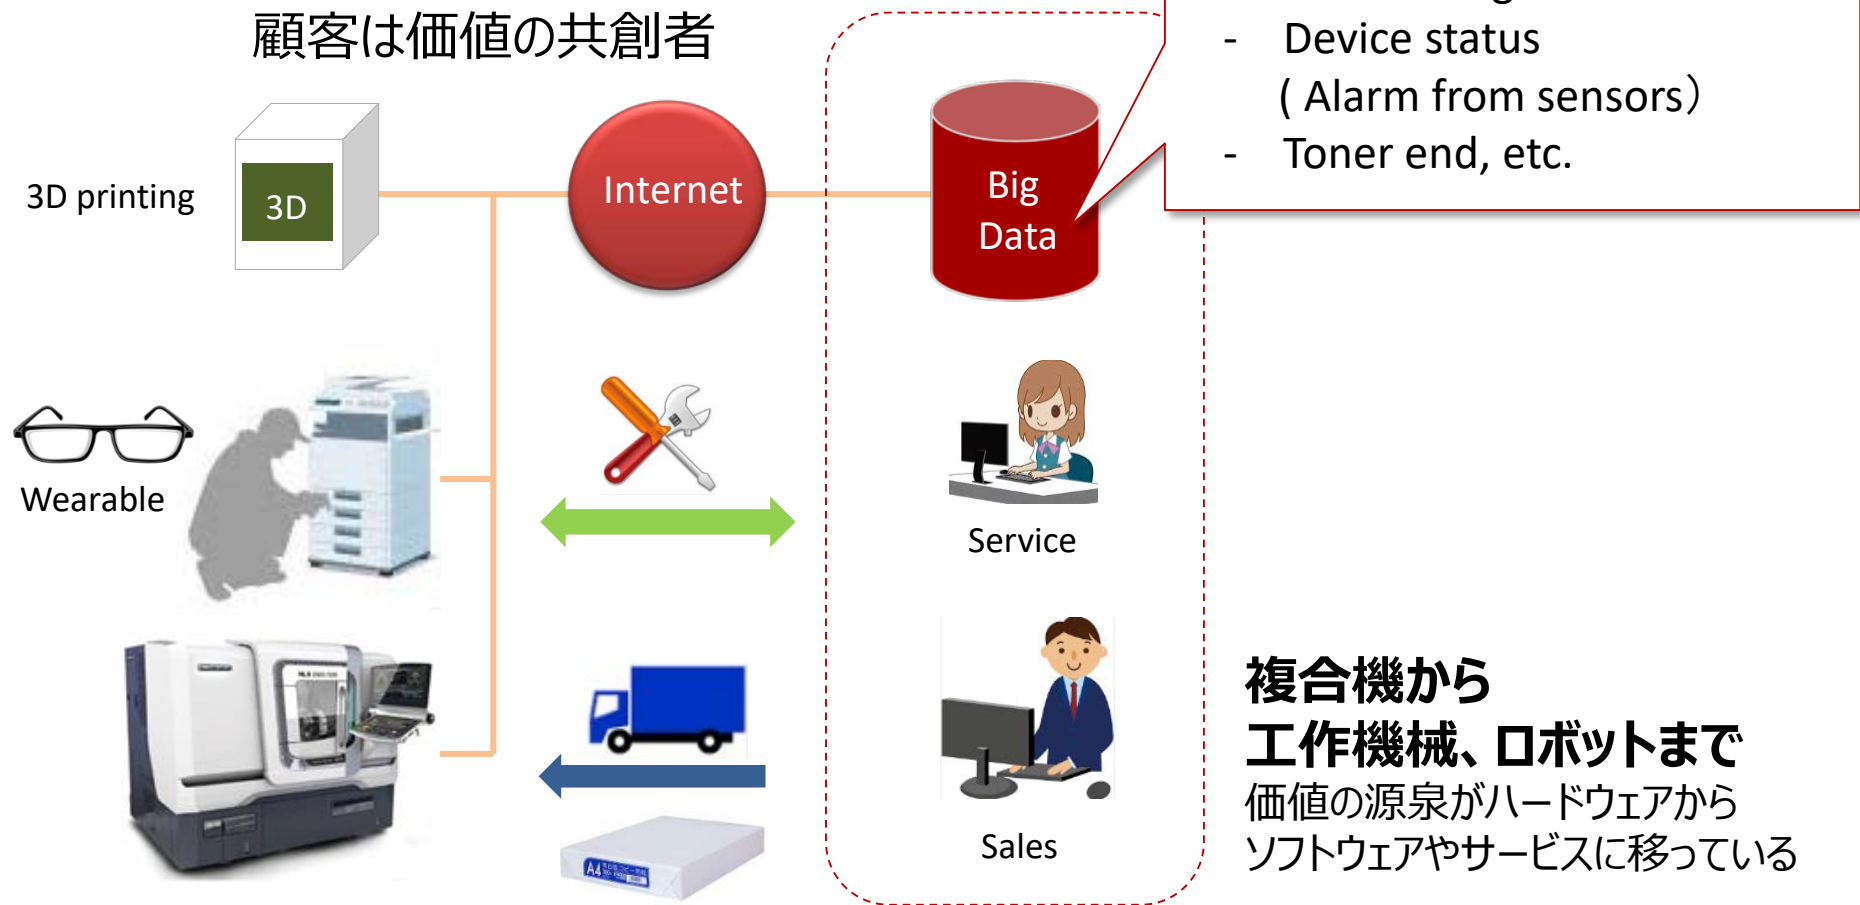 顧客は価値の共創者
- Device status
( Alarm from sensors）
- Toner end, etc.
3D printing
3D
Internet
Big
Data
Wearable
Service
Sales
A4
複合機から
工作機械、ロボットまで
価値の源泉がハードウェアから
ソフトウェアやサービスに移っている